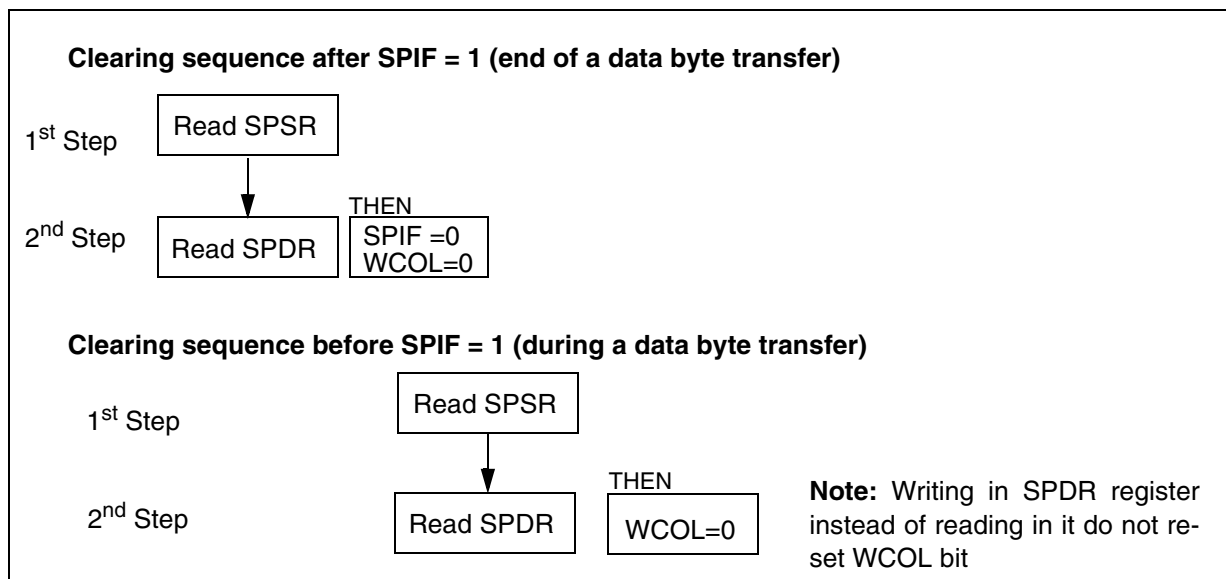 Clearing sequence after SPIF = 1 (end of a data byte transfer)
1st Step
Read SPSR
THEN
2nd Step
Read SPDR
SPIF =0
WCOL=0
Clearing sequence before SPIF = 1 (during a data byte transfer)
1st Step
Read SPSR
THEN
2nd Step
Read SPDR
WCOL=0
Note: Writing in SPDR register
instead of reading in it do not re-
set WCOL bit